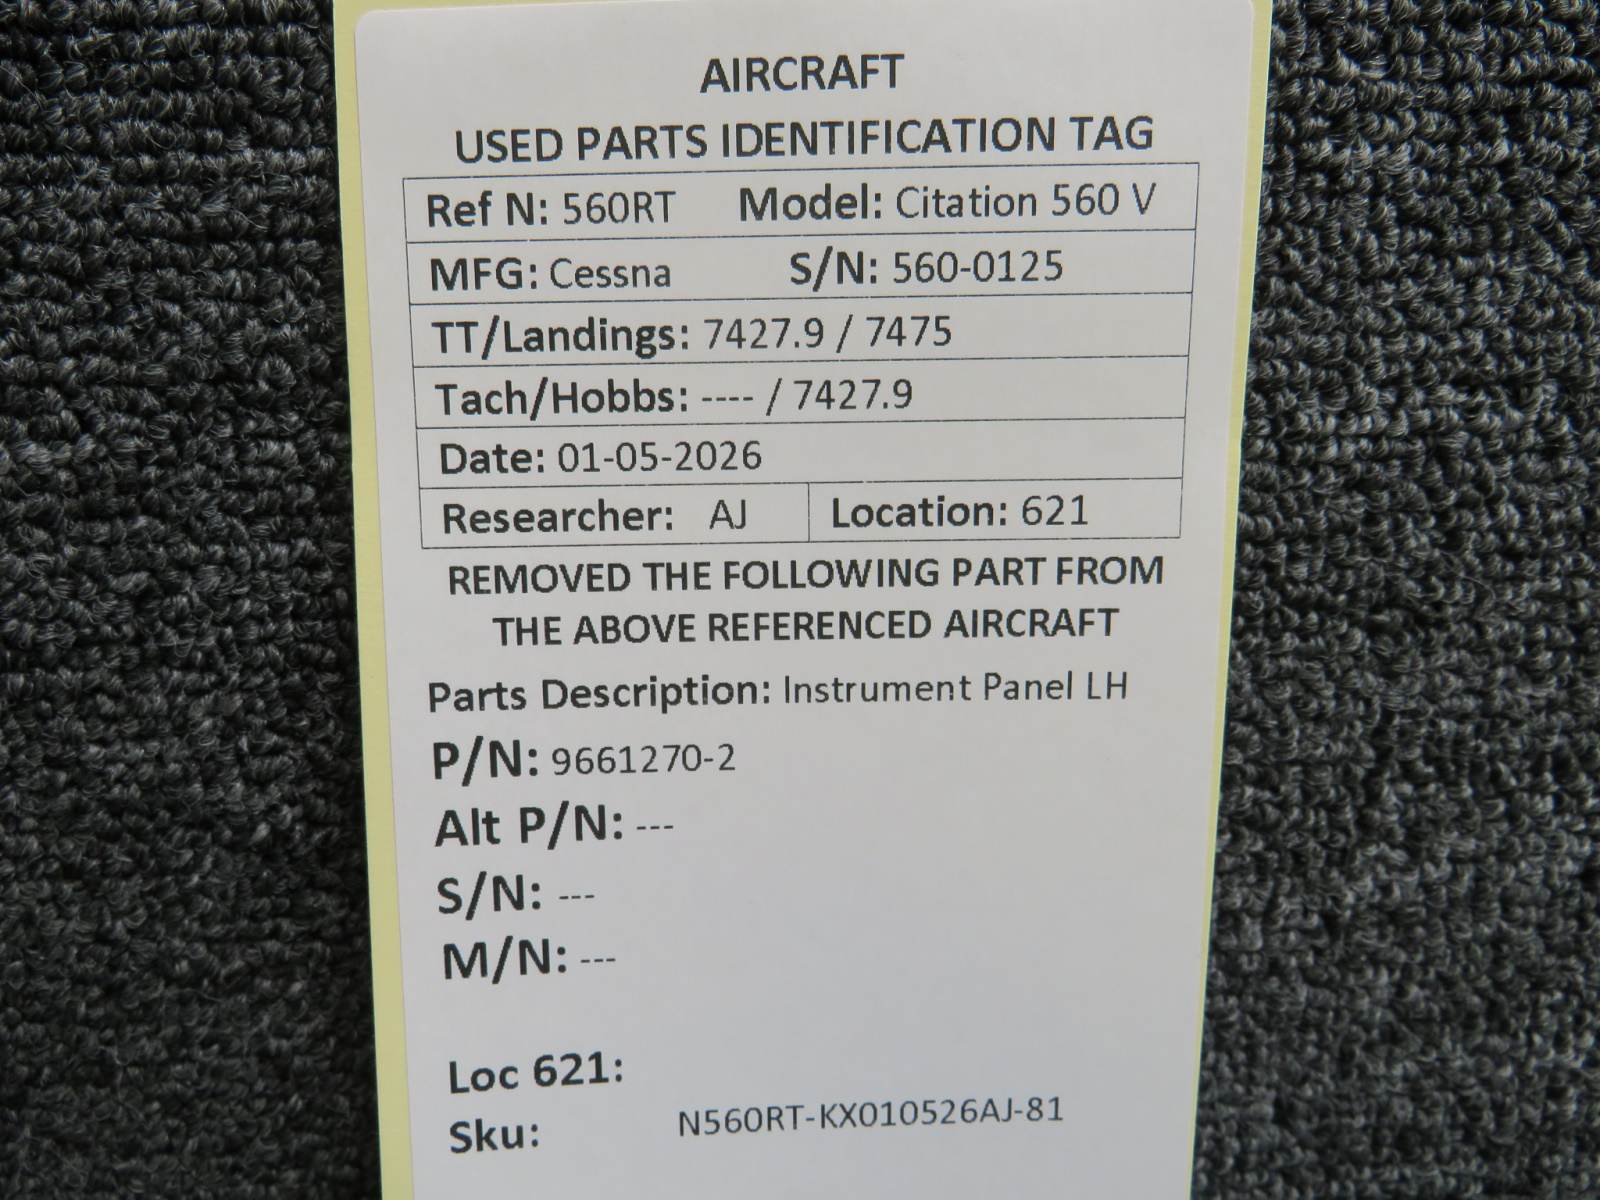 AIRCRAFT
USED PARTS IDENTIFICATION TAG
Ref N: 560RT Model: Citation 560 V
MFG: Cessna S/N: 560-0125
TT/Landings: 7427.9 / 7475
Tach/Hobbs: ---- / 7427.9
Date: 01-05-2026
Researcher: AJ Location: 621
REMOVED THE FOLLOWING PART FROM
THE ABOVE REFERENCED AIRCRAFT
Parts Description: Instrument Panel LH
P/N: 9661270-2
Alt P/N: ---
S/N: ---
M/N: ---
Loc 621:
Sku: N560RT-KX010526AJ-81